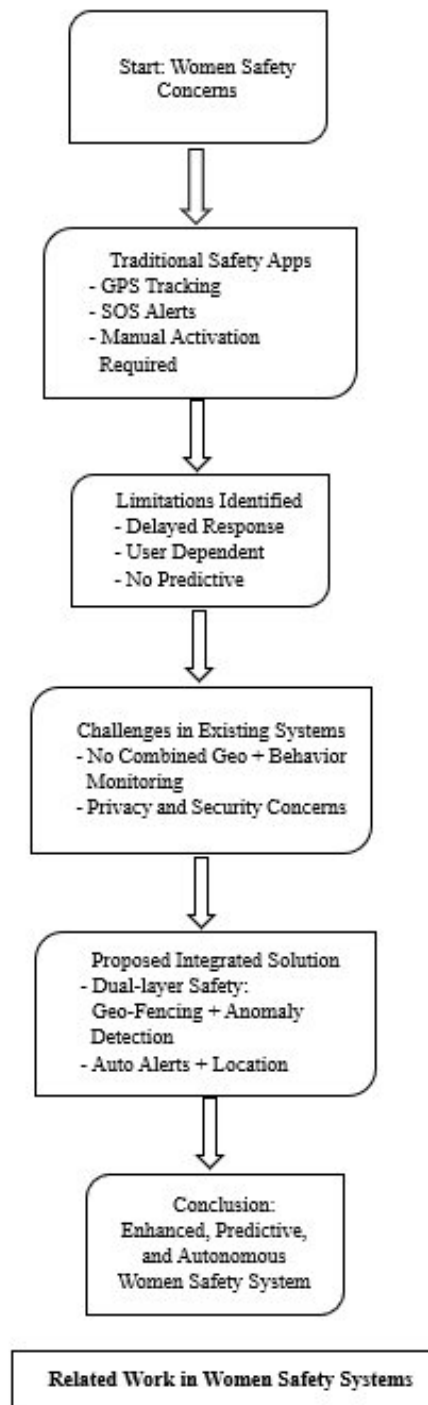 Start: Women Safety
Concerns
Traditional Safety Apps
- GPS Tracking
- SOS Alerts
- Manual Activation
Required
Limitations Identified
- Delayed Response
- User Dependent
- No Predictive
Challenges in Existing Systems
- No Combined Geo + Behavior
Monitoring
- Privacy and Security Concerns
Proposed Integrated Solution
- Dual-layer Safety:
Geo-Fencing + Anomaly
Detection
- Auto Alerts + Location
Conclusion:
Enhanced, Predictive,
and Autonomous
Women Safety System
Related Work in Women Safety Systems